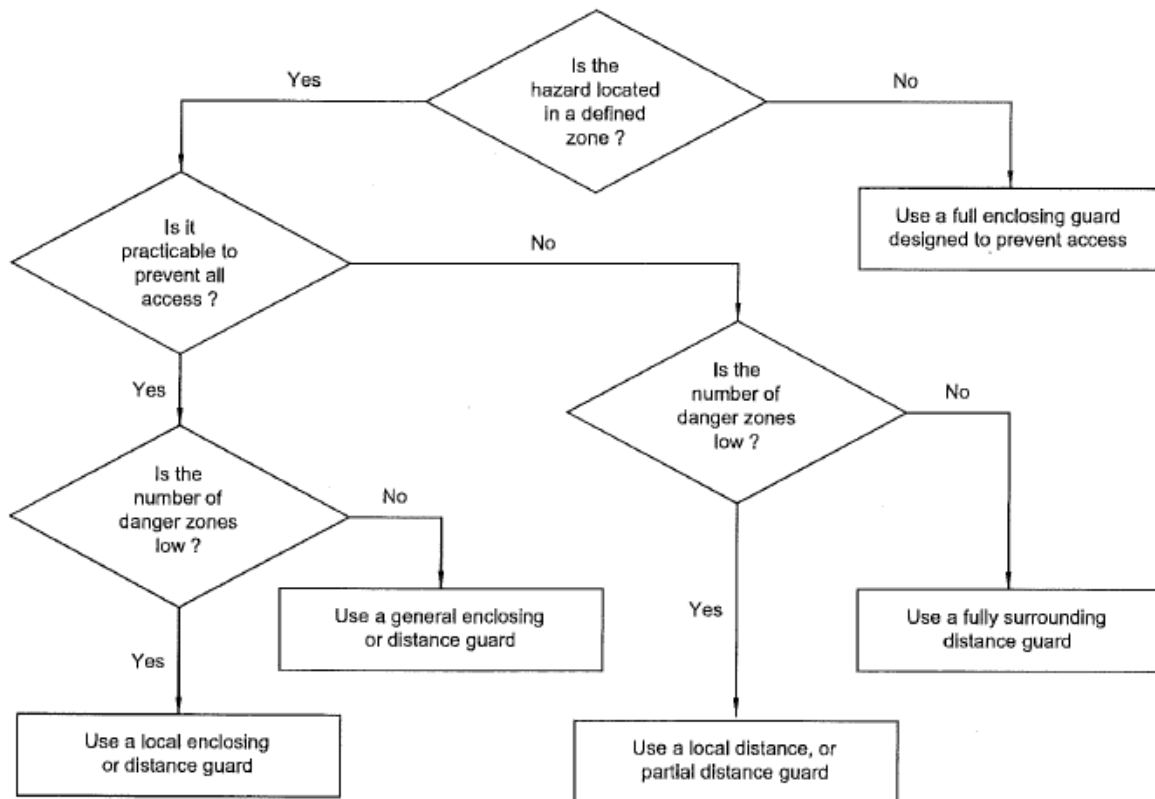 Is the
hazard located
in a defined
zone ?
Yes
No
Use a full enclosing guard
designed to prevent access
Is it
practicable to
prevent all
access ?
No
Yes
Is the
number of
danger zones
low ?
No
Yes
Use a fully surrounding
distance guard
Is the
number of
danger zones
low ?
No
Yes
Use a general enclosing
or distance guard
Use a local enclosing
or distance guard
Use a local distance, or
partial distance guard